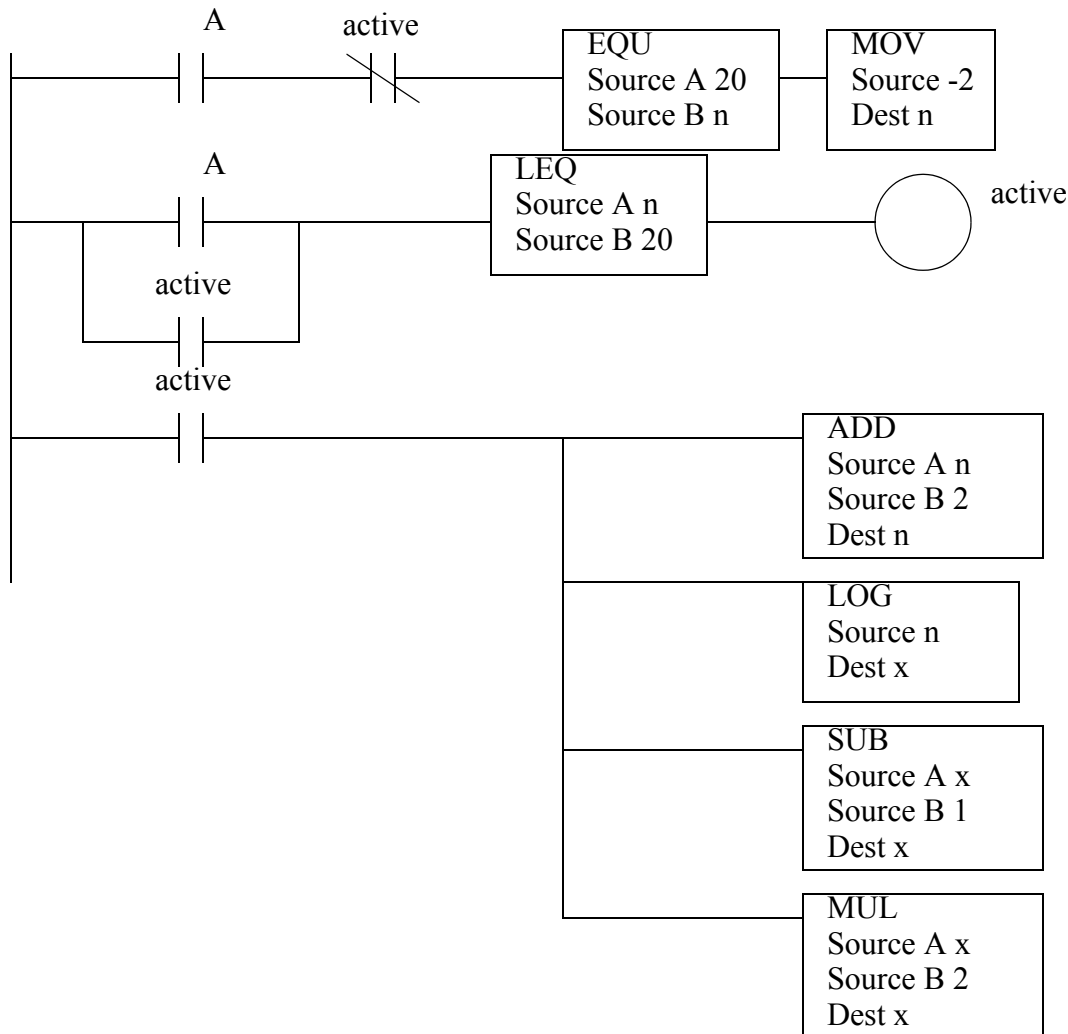 A
active
EQU
Source A 20
Source B n
MOV
Source -2
Dest n
A
LEQ
Source A n
Source B 20
active
active
active
ADD
Source A n
Source B 2
Dest n
LOG
Source n
Dest x
SUB
Source A x
Source B 1
Dest x
MUL
Source A x
Source B 2
Dest x